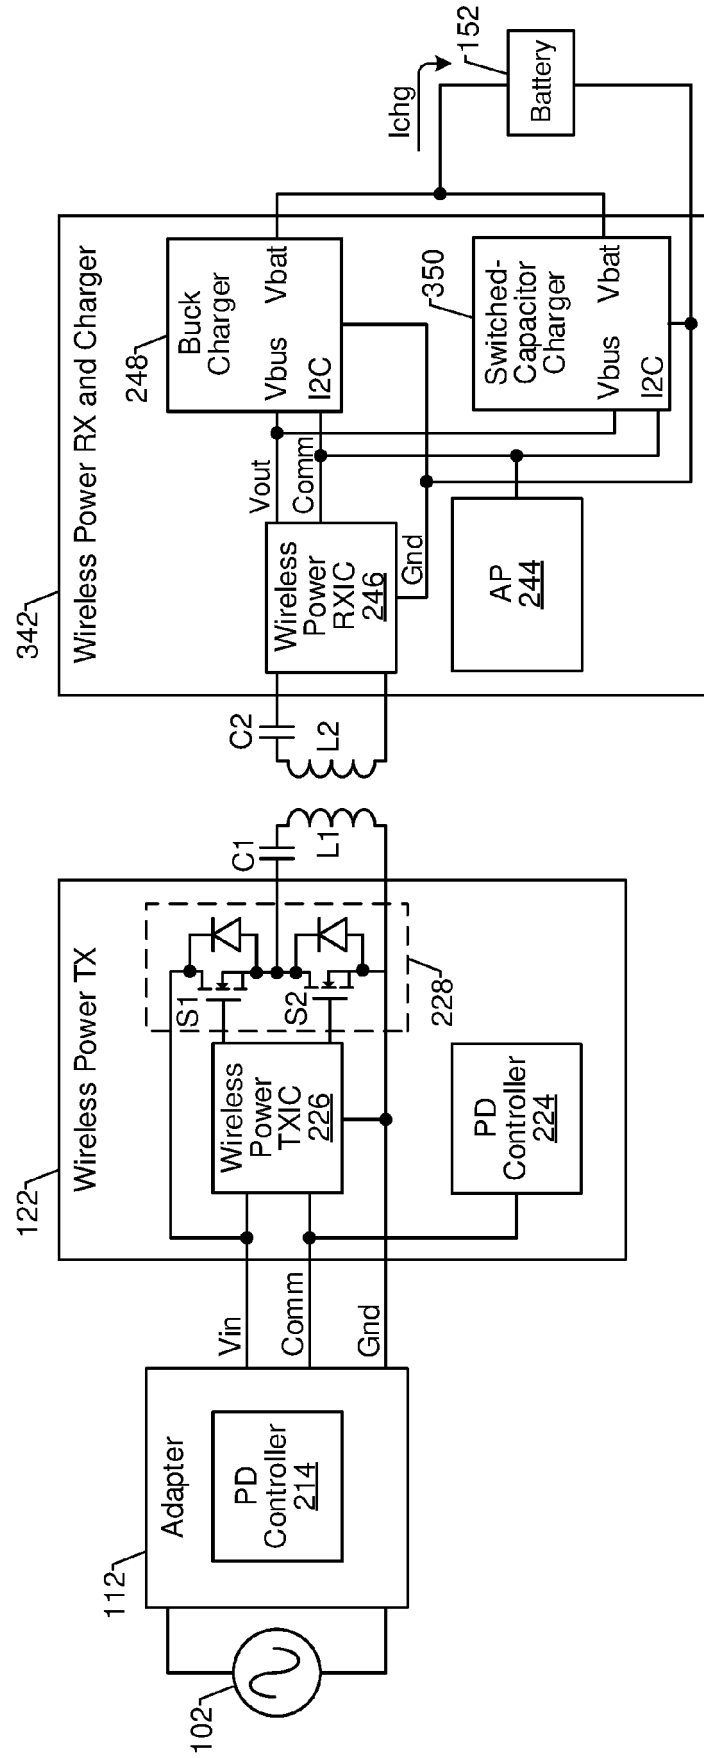 102
112
Adapter
PD
Controller
214
Vin
Comm
Gnd
122
Wireless Power TX
Wireless
Power
TXIC
226
S1
S2
228
PD
Controller
224
C1
L1
C2
L2
342
Wireless Power RX and Charger
Wireless
Power
RXIC
246
Vout
Comm
Gnd
AP
244
248
Buck
Charger
Vbus
Vbat
I2C
350
Switched-
Capacitor
Charger
Vbus
Vbat
I2C
Ichg
152
Battery